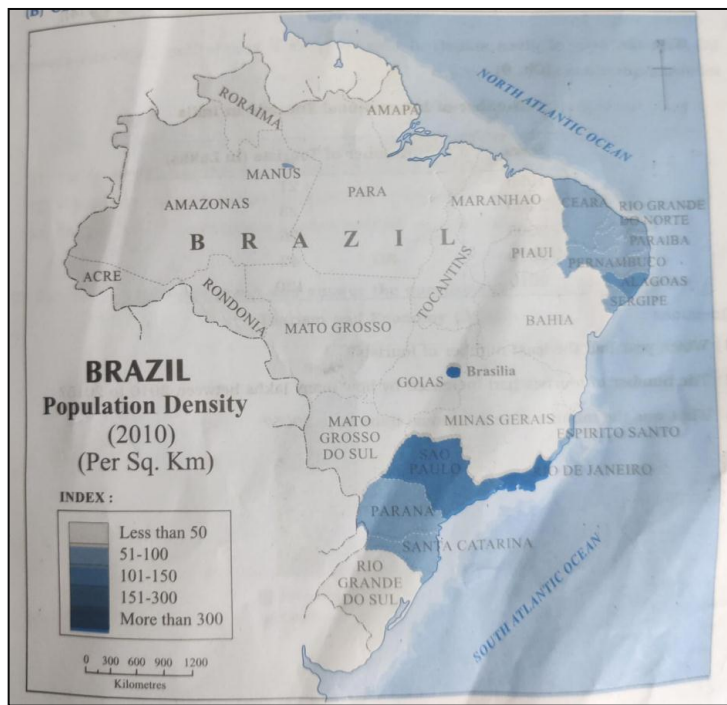 NORTH ATLANTIC OCEAN
RORAIMA
AMAPA
MANUS
PARA
AMAZONAS
MARANHAO
CEARA
RIO GRANDE
DO NORTE
PARAIBA
BRAZIL
PIAUI
PERNAMBUCO
ALAGOAS
SERGIPE
ACRE
RONDONIA
TOCANTINS
MATO GROSSO
BAHIA
Brasilia
GOIAS
BRAZIL
Population Density
(2010)
(Per Sq. Km)
MATO
GROSSO
DO SUL
MINAS GERAIS
ESPIRITO SANTO
SAO
PAULO
DE JANEIRO
INDEX :
Less than 50
51-100
101-150
151-300
More than 300
PARANA
SANTA CATARINA
RIO
GRANDE
DO SUL
SOUTH ATLANTIC OCEAN
0 300 600 900 1200
Kilometres